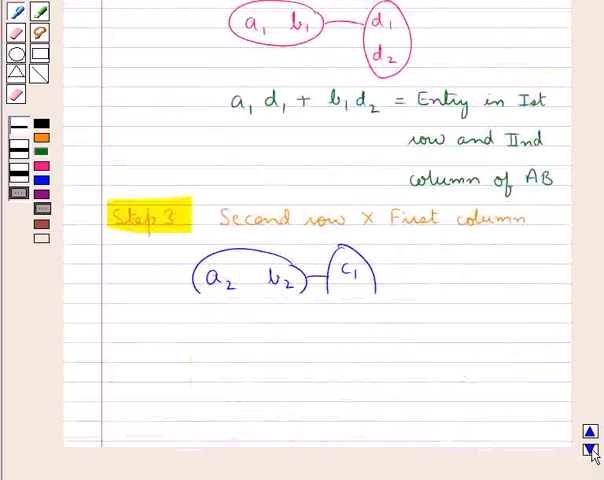 a₁ b₁ d₁
d₂
a₁ d₁ + b₁ d₂ = Entry in Ist
row and IInd
column of AB
Step 3 Second row × First column
a₂ b₂ c₁